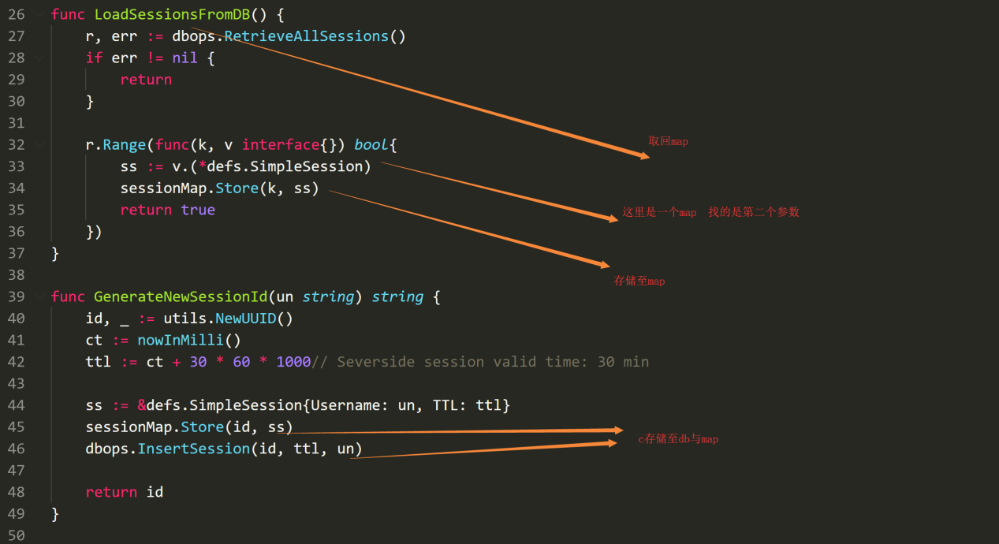 26 func LoadSessionsFromDB() {
27 r, err := dbops.RetrieveAllSessions()
28 if err != nil {
29 return
30 }
31
取回map
32 r.Range(func(k, v interface{}) bool{
33 ss := v.(*defs.SimpleSession)
34 sessionMap.Store(k, ss)
35 return true
这里是一个map 找的是第二个参数
36 })
37 }
38
存储至map
39 func GenerateNewSessionId(un string) string {
40 id, _ := utils.NewUUID()
41 ct := nowInMilli()
42 ttl := ct + 30 * 60 * 1000// Severside session valid time: 30 min
43
44 ss := &defs.SimpleSession{Username: un, TTL: ttl}
45 sessionMap.Store(id, ss)
c存储至db与map
46 dbops.InsertSession(id, ttl, un)
47
48 return id
49 }
50